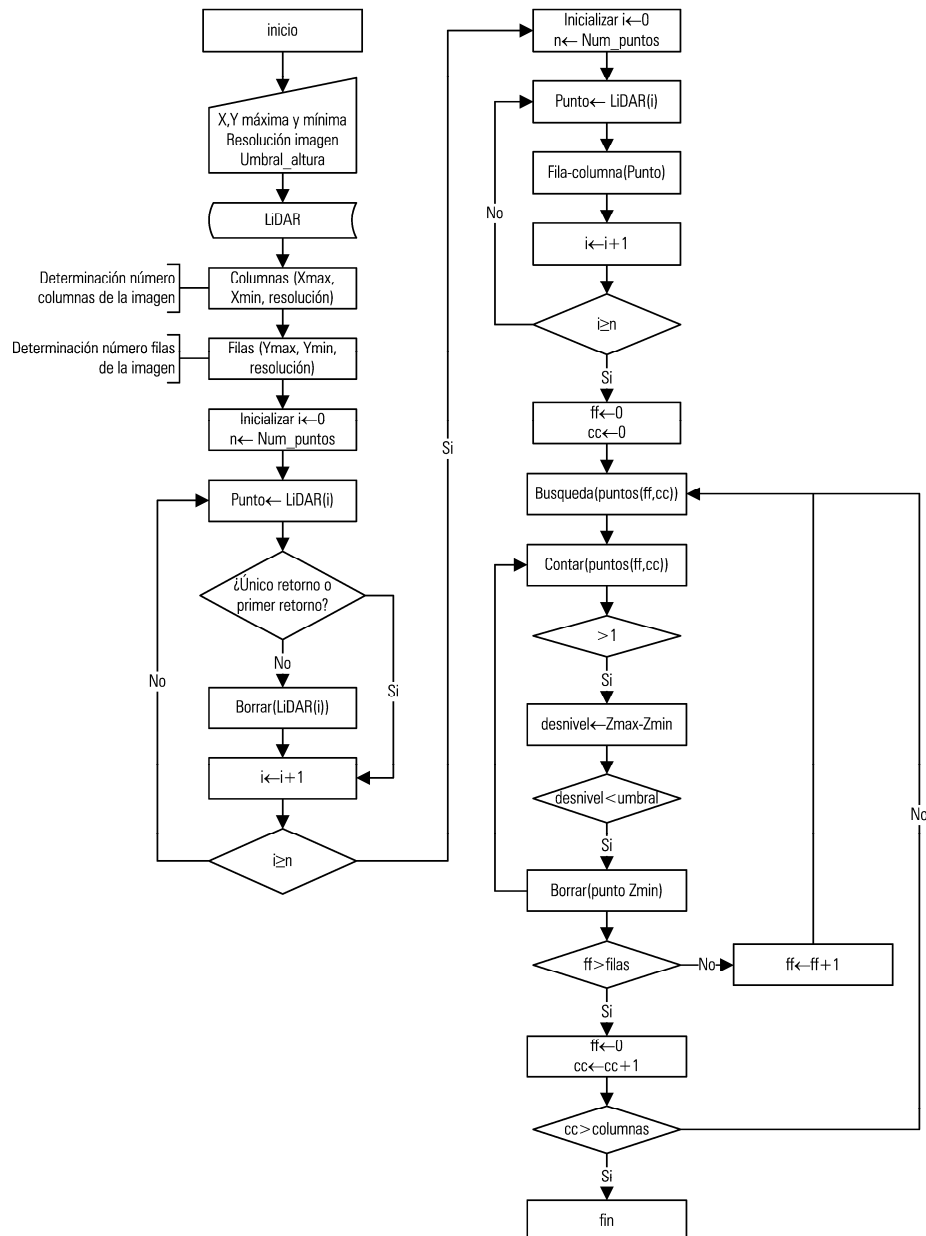 inicio
X,Y máxima y mínima
Resolución imagen
Umbral_altura
LiDAR
Determinación número
columnas de la imagen
Columnas (Xmax,
Xmin, resolución)
Determinación número filas
de la imagen
Filas (Ymax, Ymin,
resolución)
Inicializar i←0
n← Num_puntos
Punto← LiDAR(i)
¿Único retorno o
primer retorno?
No
Si
Borrar(LiDAR(i))
i←i+1
No
i≥n
Si
Inicializar i←0
n← Num_puntos
Punto← LiDAR(i)
Fila-columna(Punto)
No
i←i+1
i≥n
Si
ff←0
cc←0
Busqueda(puntos(ff,cc))
Contar(puntos(ff,cc))
>1
Si
desnivel←Zmax-Zmin
desnivel<umbral
Si
Borrar(punto Zmin)
ff>filas
No
ff←ff+1
Si
ff←0
cc←cc+1
cc>columnas
No
Si
fin